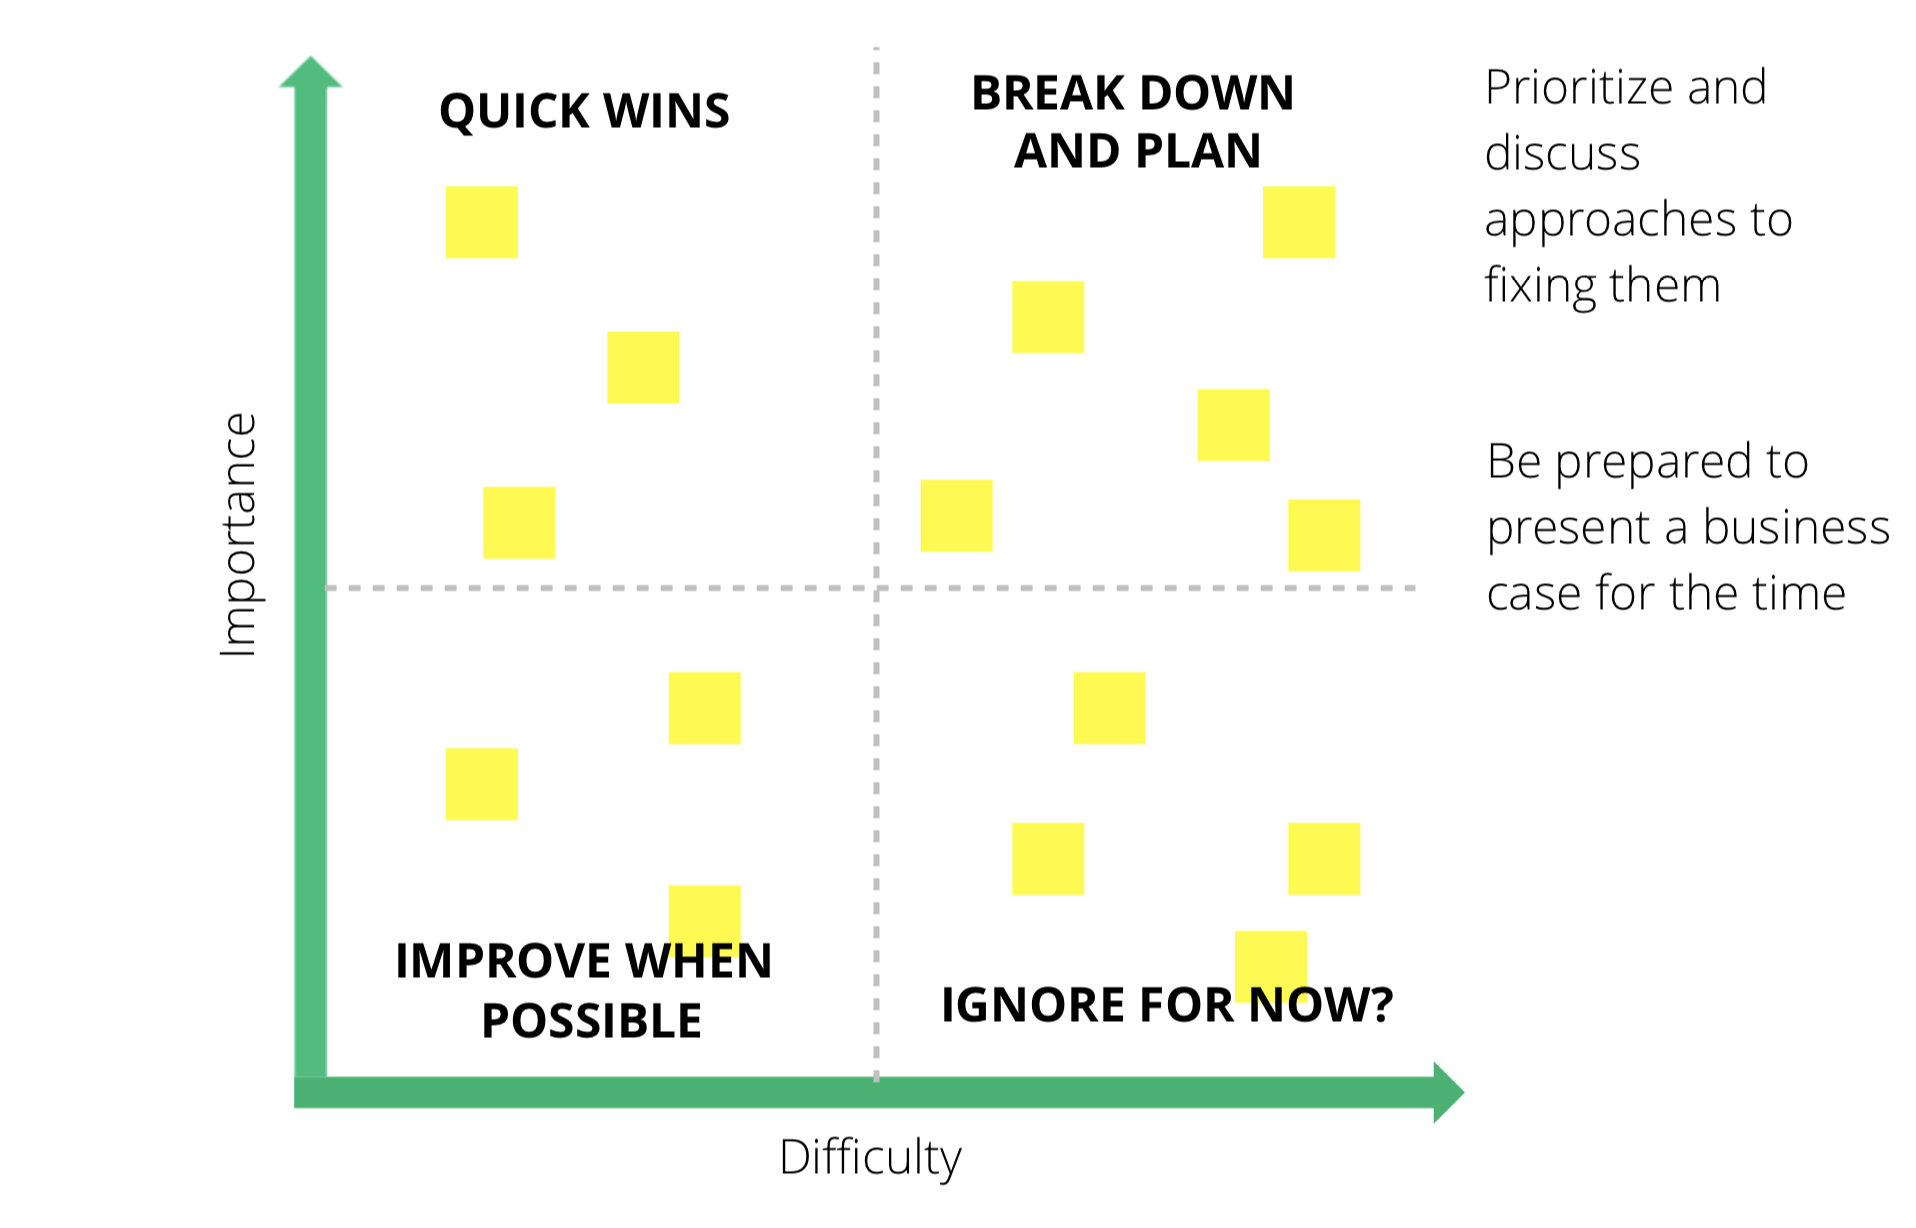 QUICK WINS
BREAK DOWN
AND PLAN
Prioritize and
discuss
approaches to
fixing them
Be prepared to
present a business
case for the time
Importance
IMPROVE WHEN
POSSIBLE
IGNORE FOR NOW?
Difficulty